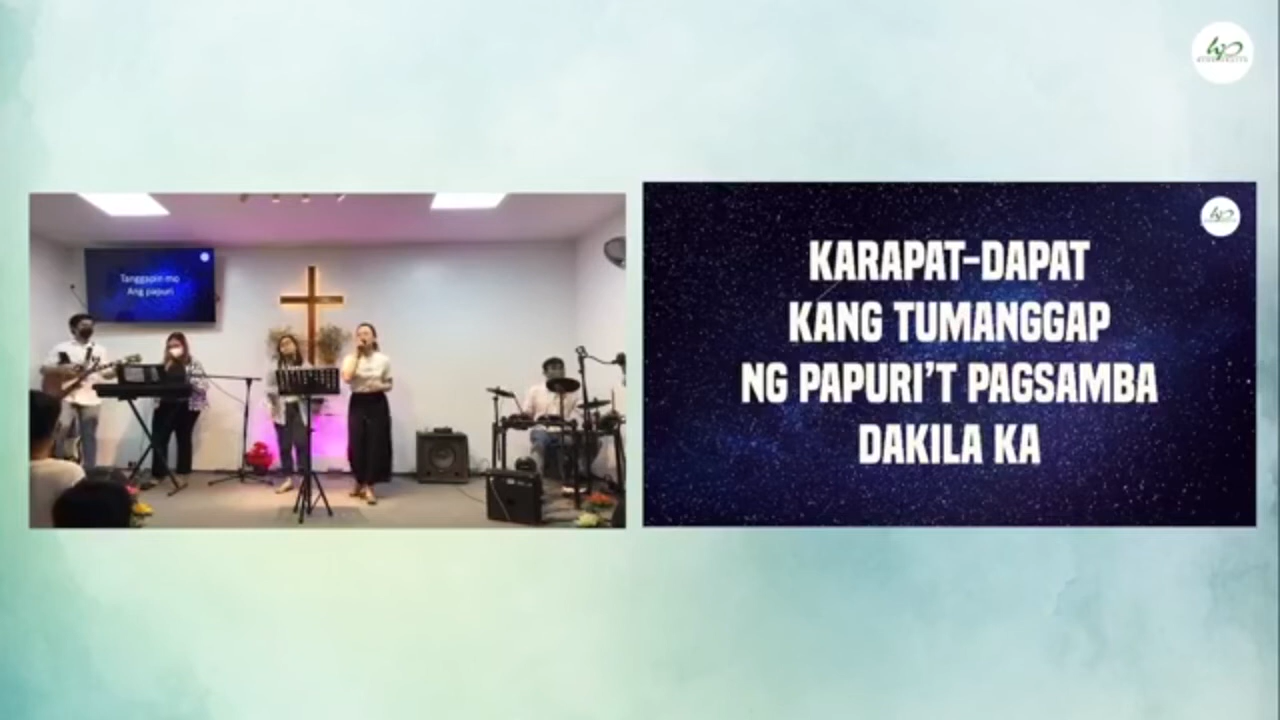 Tanggapin mo
Ang papuri
KARAPAT-DAPAT
KANG TUMANGGAP
NG PAPURI'T PAGSAMBA
DAKILA KA